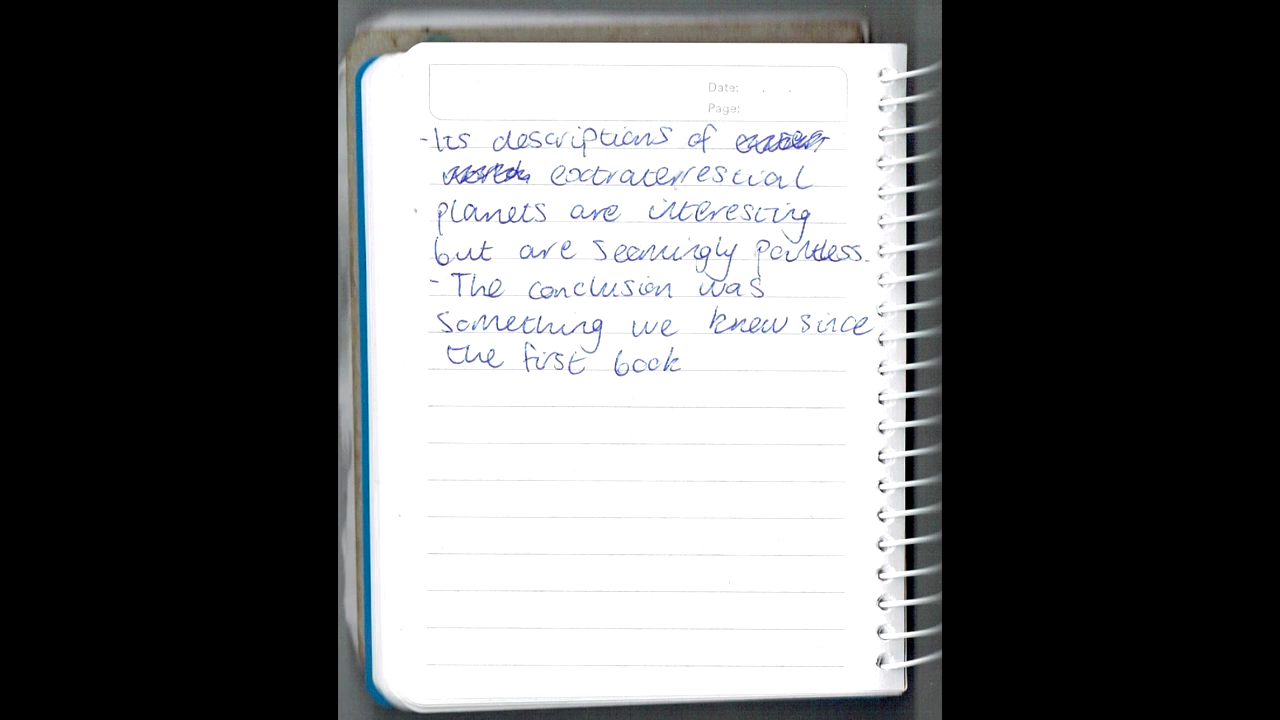 Date: . .
Page:
-Its descriptions of
extraterrestial
planets are interesting
but are seemingly pointless.
- The conclusion was
something we knew since
the first book